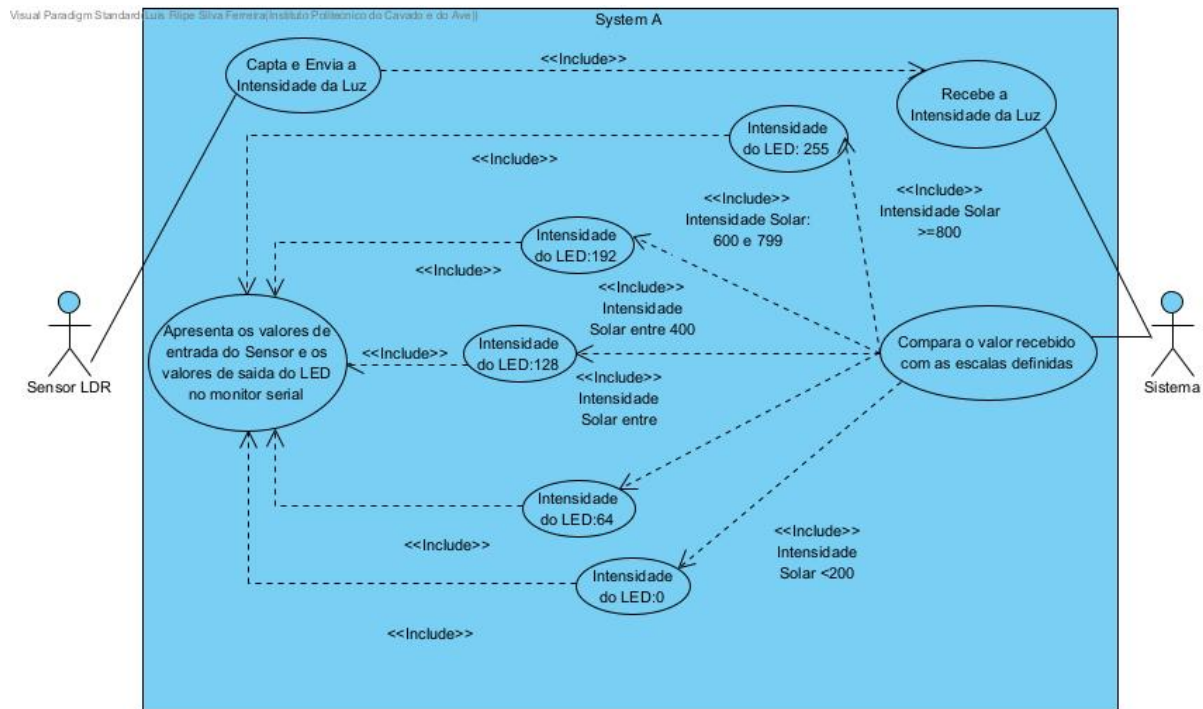 Visual Paradigm Standard(Luis Filipe Silva Ferreira(Instituto Politecnico do Cavado e do Ave))
System A
Capta e Envia a
Intensidade da Luz
<<Include>>
Recebe a
Intensidade da Luz
Intensidade
do LED: 255
<<Include>>
<<Include>>
Intensidade Solar
>=800
<<Include>>
Intensidade Solar:
600 e 799
Intensidade
do LED:192
<<Include>>
<<Include>>
Intensidade
Solar entre 400
Apresenta os valores de
entrada do Sensor e os
valores de saida do LED
no monitor serial
<<Include>>
Intensidade
do LED:128
Compara o valor recebido
com as escalas definidas
Sensor LDR
Sistema
<<Include>>
Intensidade
Solar entre
Intensidade
do LED:64
<<Include>>
<<Include>>
Intensidade
Solar <200
Intensidade
do LED:0
<<Include>>